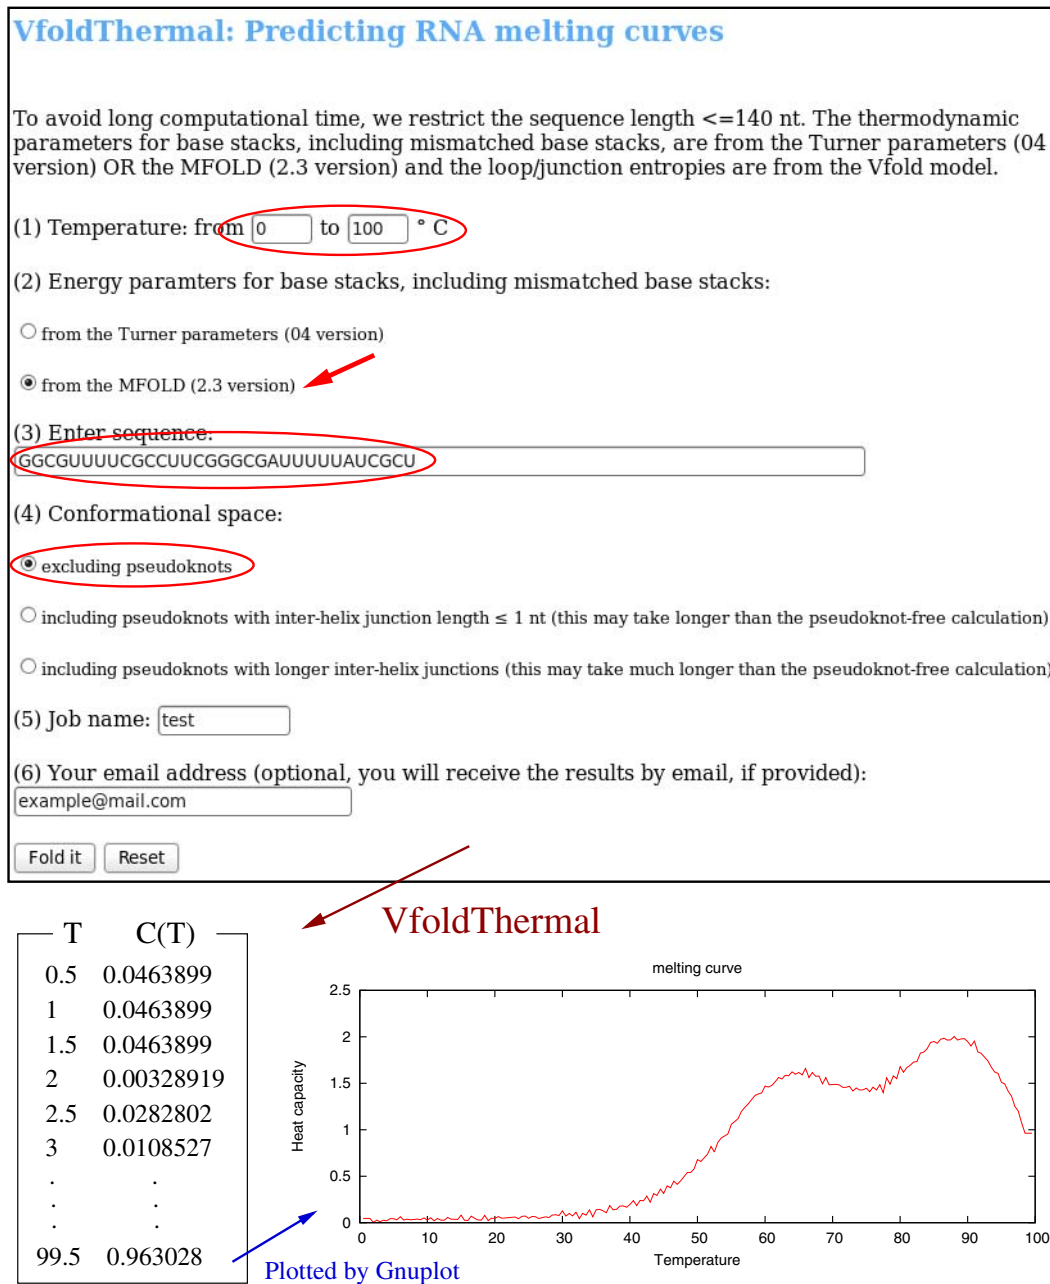 VfoldThermal: Predicting RNA melting curves
To avoid long computational time, we restrict the sequence length <=140 nt. The thermodynamic
parameters for base stacks, including mismatched base stacks, are from the Turner parameters (04
version) OR the MFOLD (2.3 version) and the loop/junction entropies are from the Vfold model.
(1) Temperature: from 0 to 100 ° C
(2) Energy paramters for base stacks, including mismatched base stacks:
from the Turner parameters (04 version)
from the MFOLD (2.3 version)
(3) Enter sequence:
GGCGUUUUCGCCUUCGGGCGAUUUUUAUCGCU
(4) Conformational space:
excluding pseudoknots
including pseudoknots with inter-helix junction length ≤ 1 nt (this may take longer than the pseudoknot-free calculation)
including pseudoknots with longer inter-helix junctions (this may take much longer than the pseudoknot-free calculation)
(5) Job name: test
(6) Your email address (optional, you will receive the results by email, if provided):
example@mail.com
Fold it Reset
VfoldThermal
T C(T)
0.5 0.0463899
1 0.0463899
1.5 0.0463899
2 0.00328919
2.5 0.0282802
3 0.0108527
. .
. .
. .
99.5 0.963028
melting curve
Heat capacity
2.5
2
1.5
1
0.5
0
0 10 20 30 40 50 60 70 80 90 100
Temperature
Plotted by Gnuplot